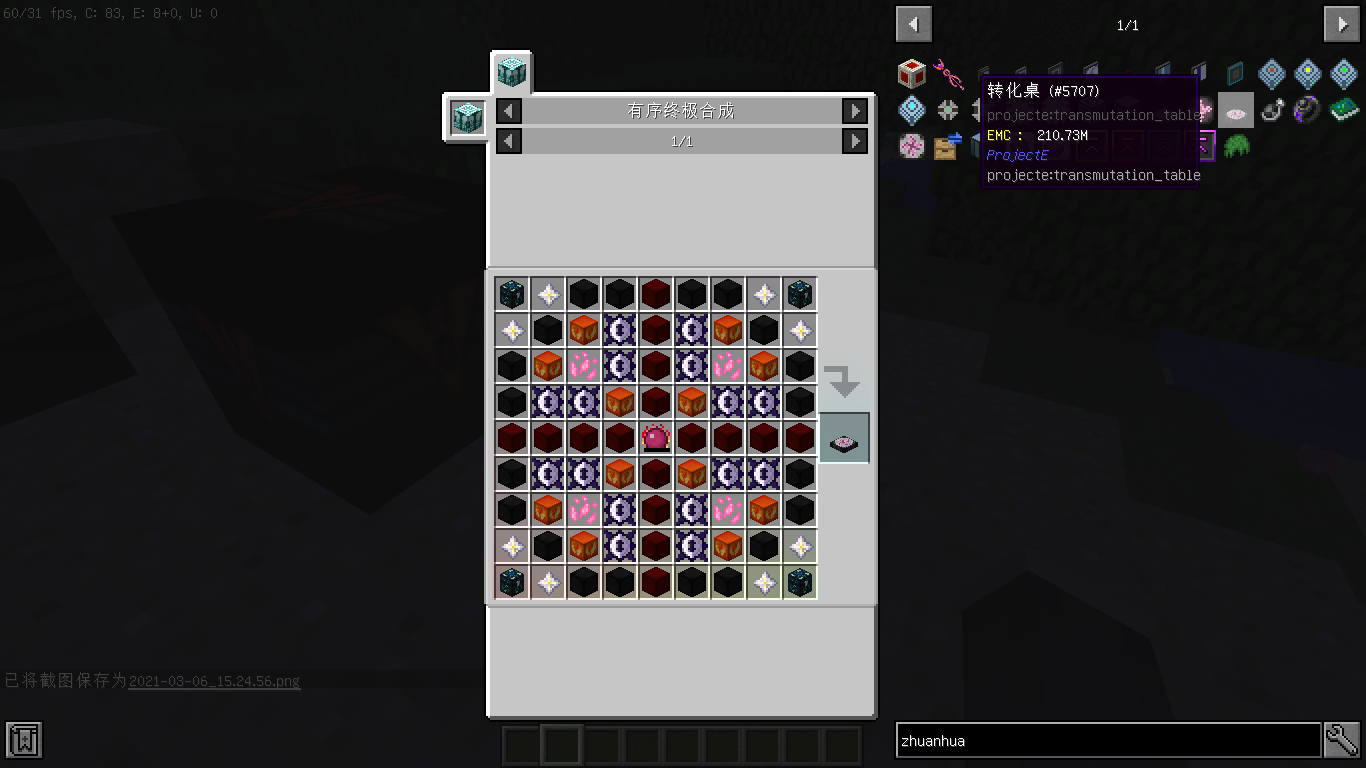 60/31 fps, C: 83, E: 8+0, U: 0
1/1
转化桌 (#5707)
projecte:transmutation_table
EMC： 210.73M
ProjectE
projecte:transmutation_table
有序终极合成
1/1
已将截图保存为2021-03-06_15.24.56.png
zhuanhua